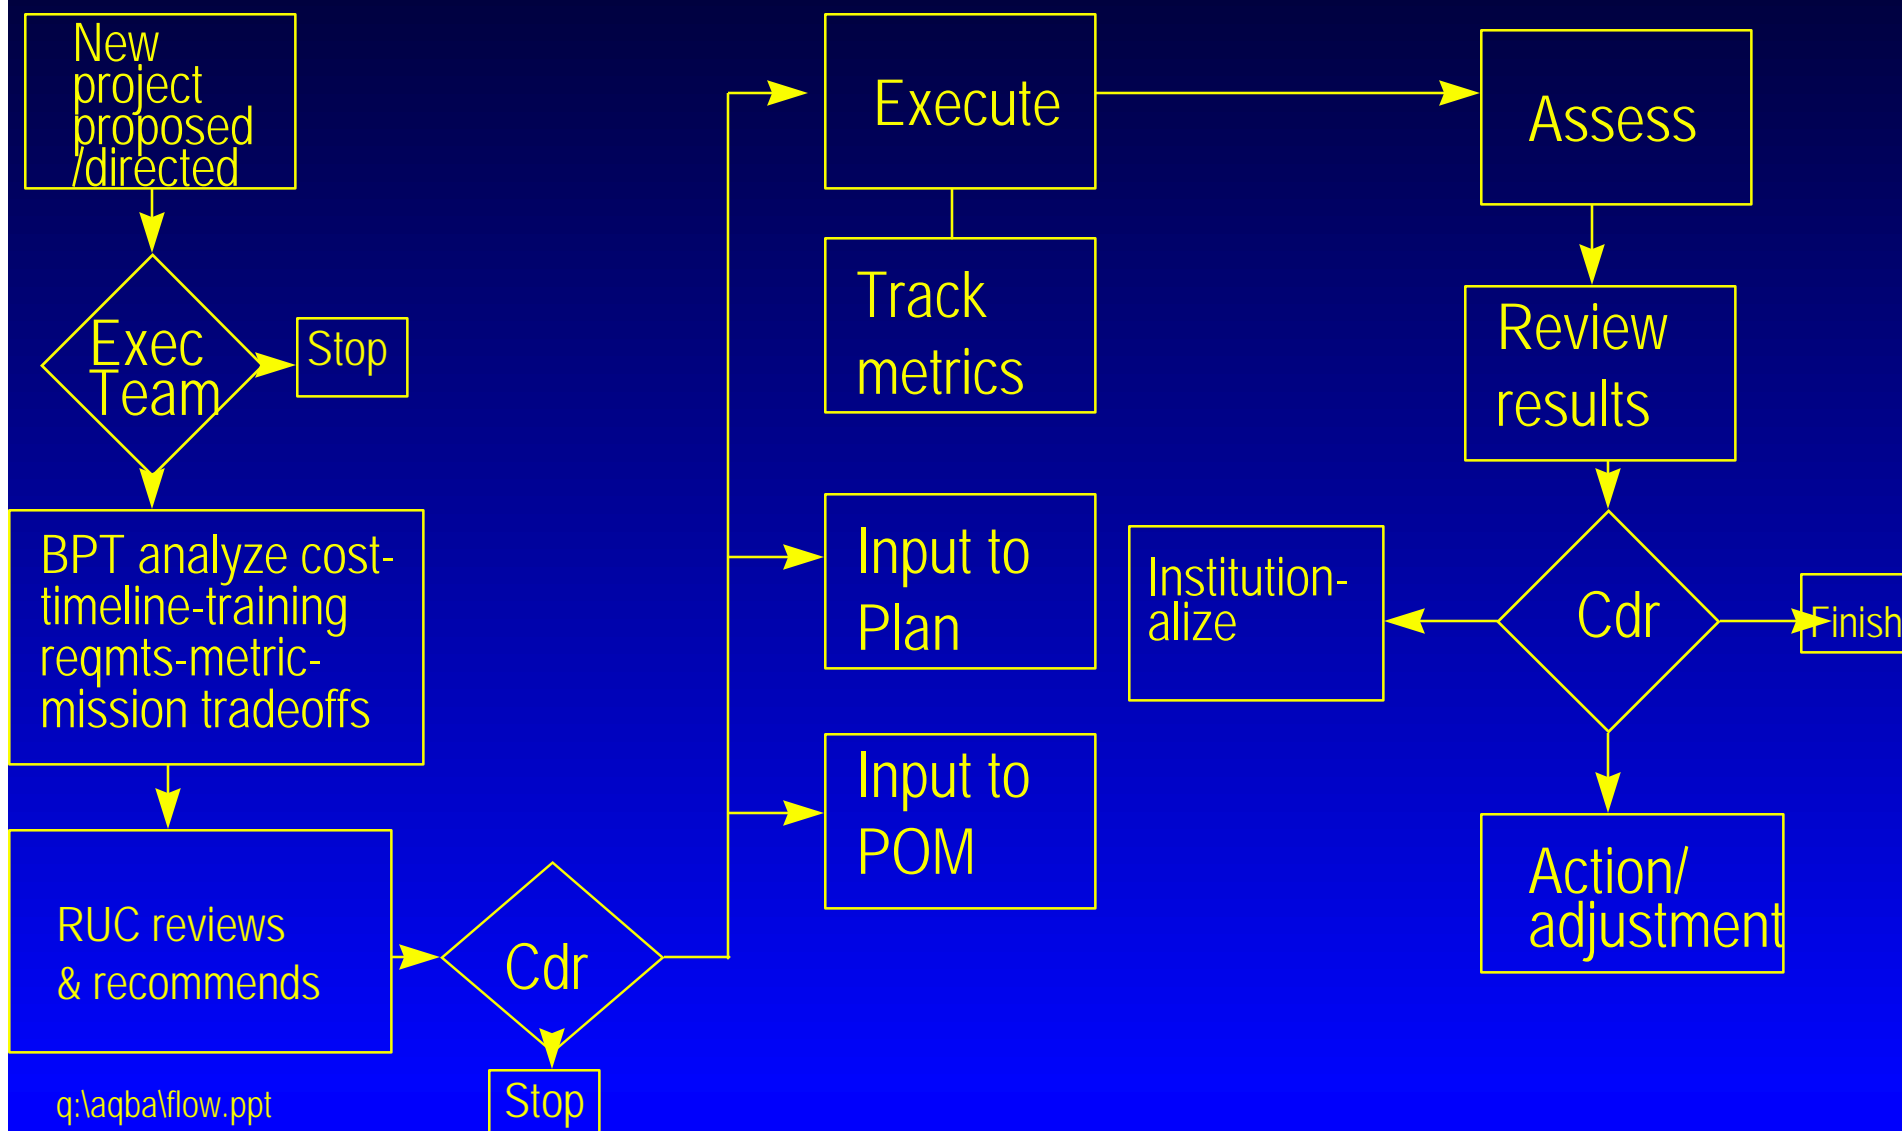 New
project
proposed
/directed
Exec
Team
Stop
BPT analyze cost-
timeline-training
reqmts-metric-
mission tradeoffs
RUC reviews
& recommends
Cdr
Stop
Execute
Track
metrics
Input to
Plan
Input to
POM
Assess
Review
results
Cdr
Institution-
alize
Finish
Action/
adjustment
q:\aqba\flow.ppt